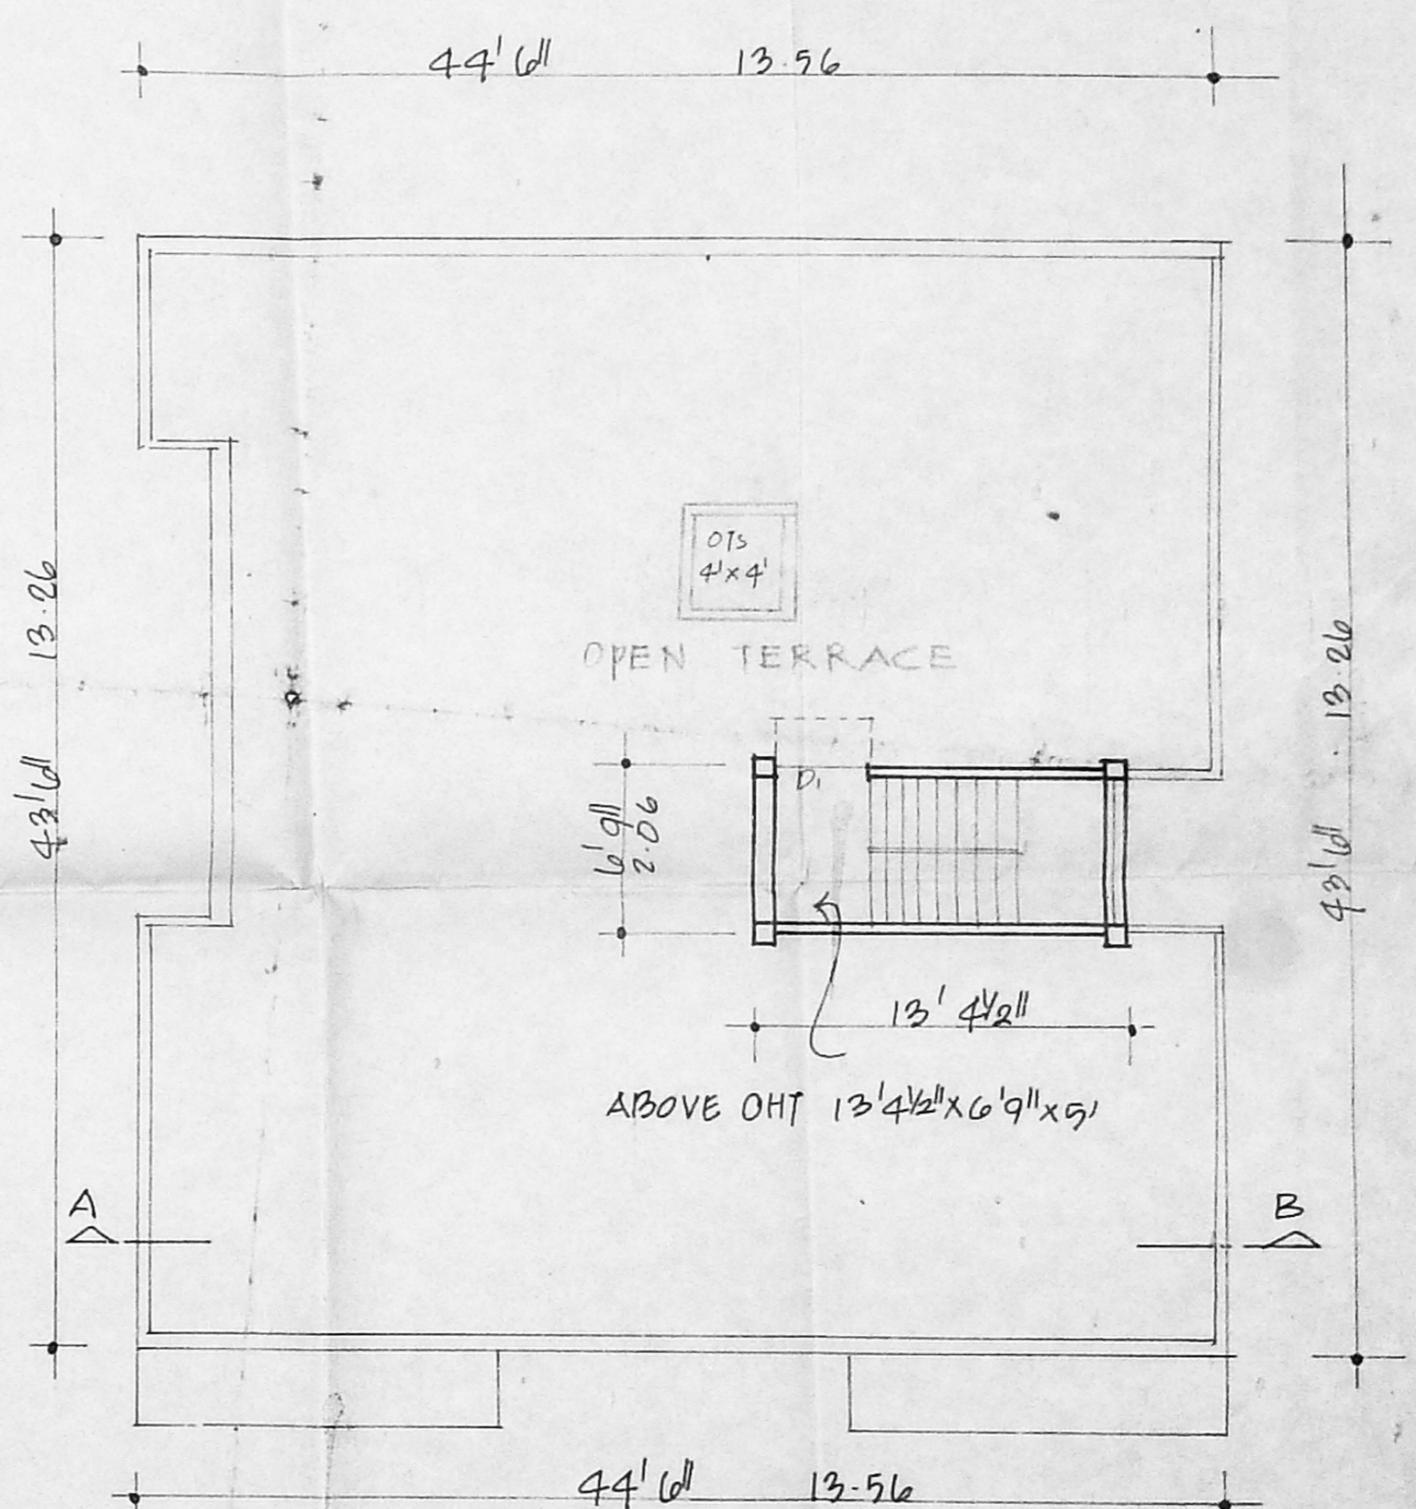 44'6" 13.56
43'6" 13.26
43'6" 13.26
OTS
4'x4'
OPEN TERRACE
D1
6'9"
2.06
13' 4½"
ABOVE OHT 13'4½"x6'9"x5'
A
B
44'6" 13.56